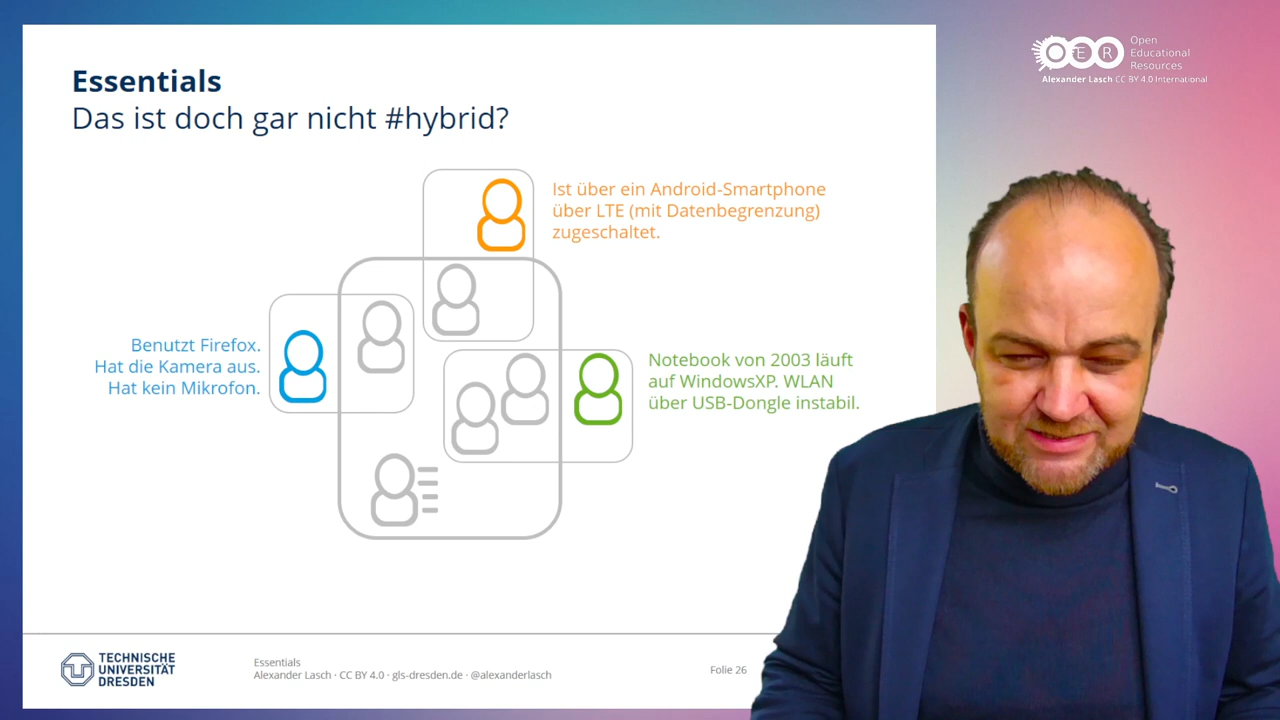 Essentials
Das ist doch gar nicht #hybrid?
Ist über ein Android-Smartphone
über LTE (mit Datenbegrenzung)
zugeschaltet.
Benutzt Firefox.
Hat die Kamera aus.
Hat kein Mikrofon.
Notebook von 2003 läuft
auf WindowsXP. WLAN
über USB-Dongle instabil.
TECHNISCHE
UNIVERSITÄT
DRESDEN
Essentials
Alexander Lasch · CC BY 4.0 · gls-dresden.de · @alexanderlasch
Folie 26
OER
Open
Educational
Resources
Alexander Lasch CC BY 4.0 International